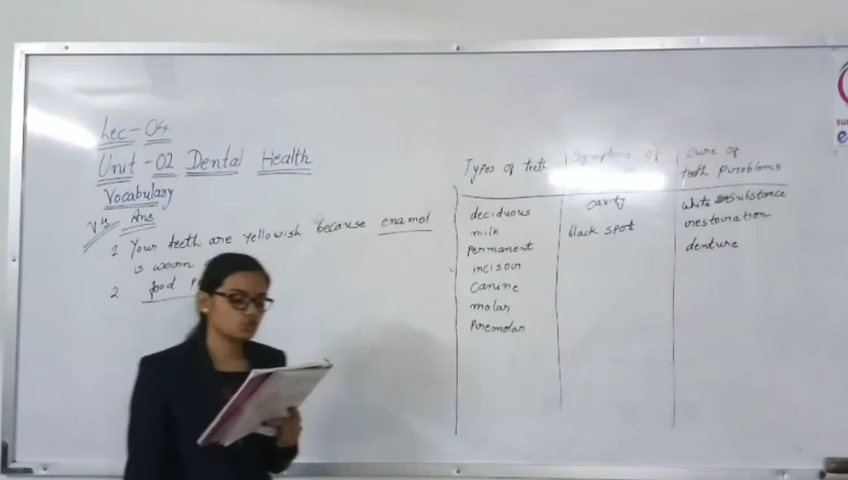 Lec-04
Unit-02 Dental Health
Vocabulary
Ans
1 Your teeth are yellowish because enamel
is worn
2 food
Types of teeth
deciduous
milk
permanent
incisor
Canine
molar
Premolar
Symptoms of
cavity
black spot
Cure of
teeth problems
white substance
restoration
denture